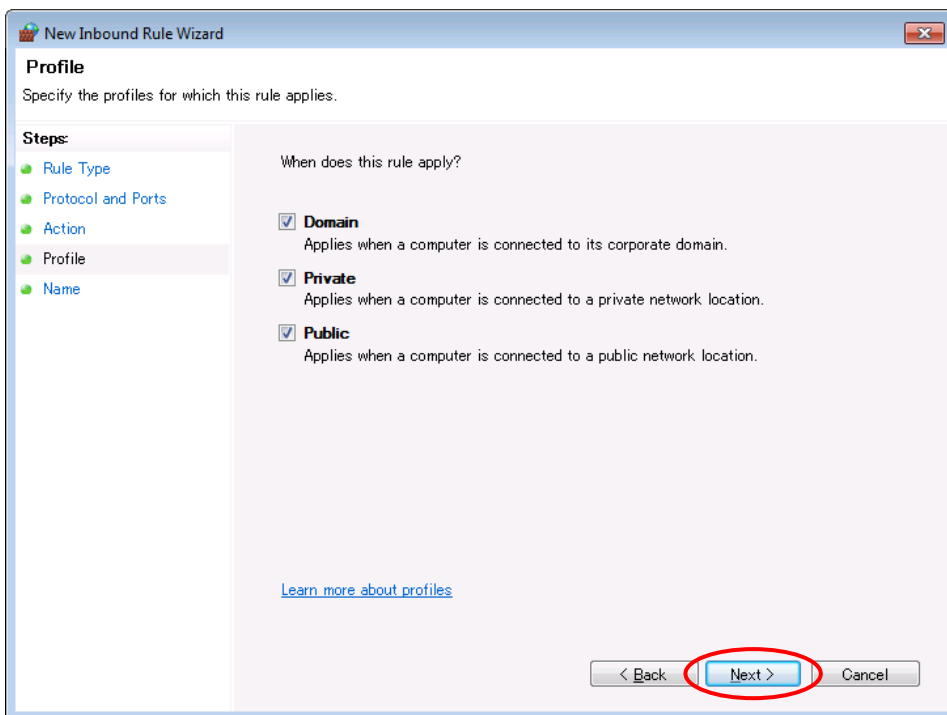 New Inbound Rule Wizard
Profile
Specify the profiles for which this rule applies.
Steps:
Rule Type
Protocol and Ports
Action
Profile
Name
When does this rule apply?
Domain
Applies when a computer is connected to its corporate domain.
Private
Applies when a computer is connected to a private network location.
Public
Applies when a computer is connected to a public network location.
Learn more about profiles
< Back
Next >
Cancel